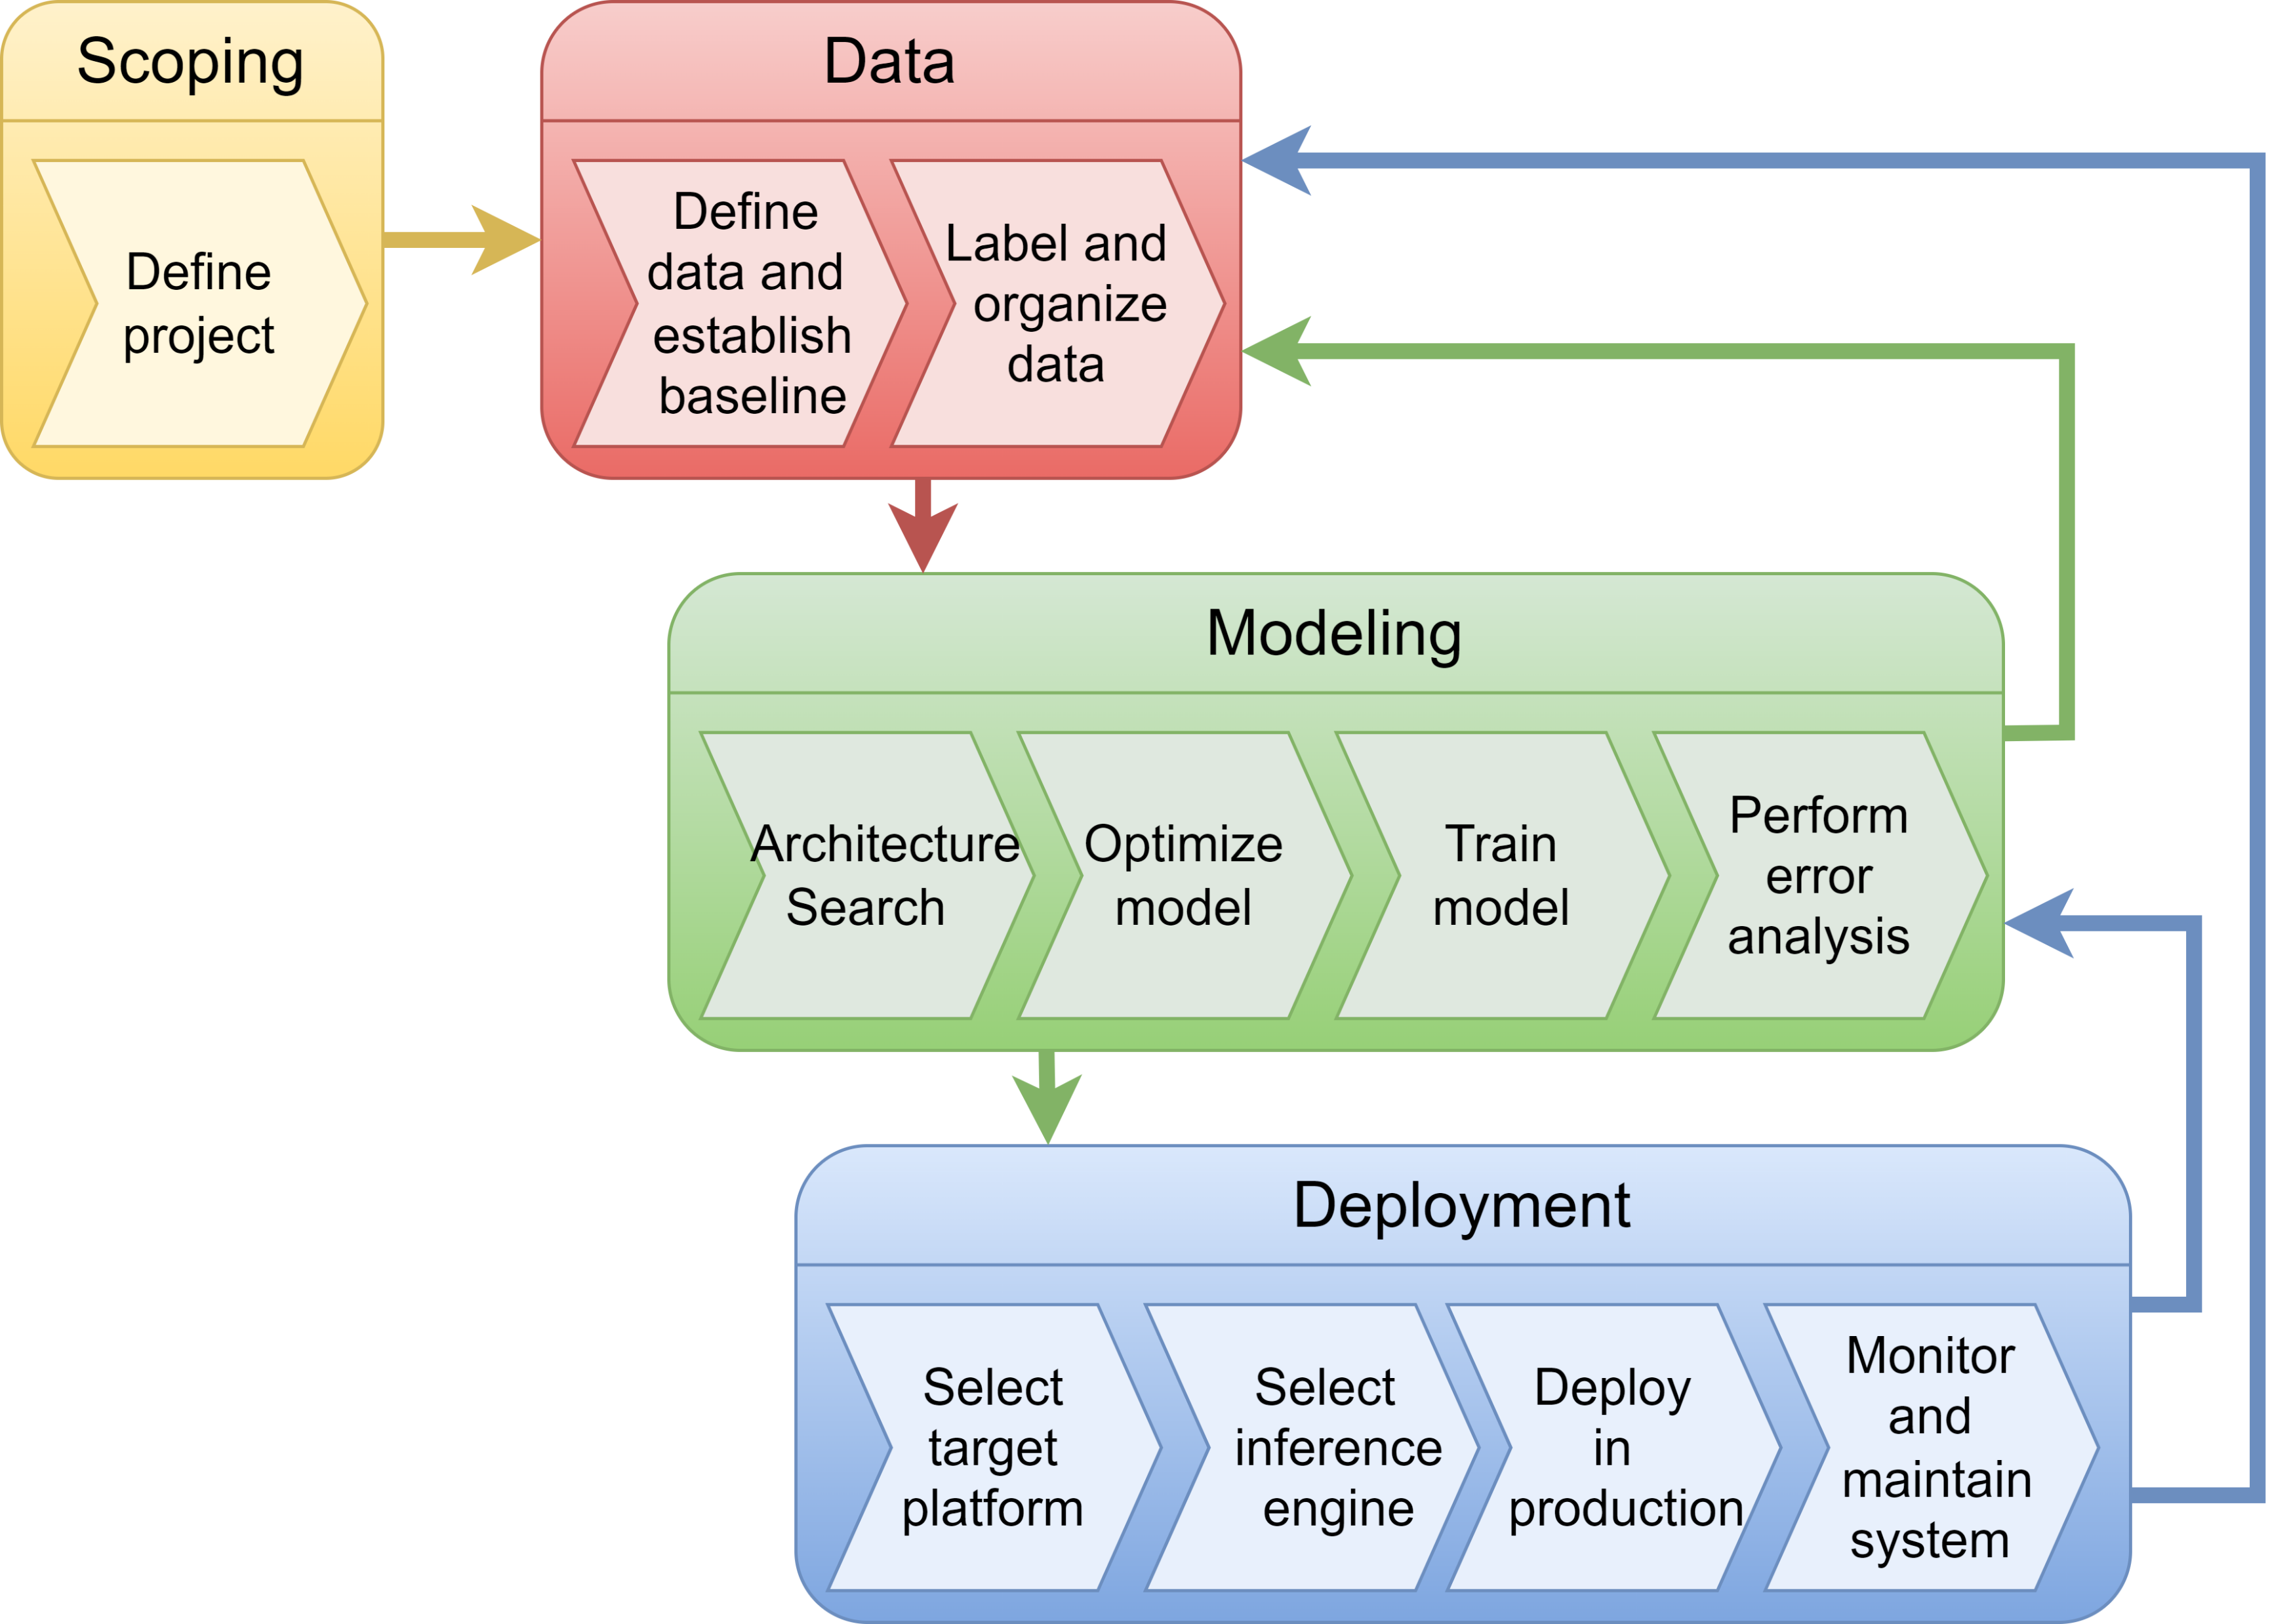 Scoping
Define
project
Data
Define
data and
establish
baseline
Label and
organize
data
Modeling
Architecture
Search
Optimize
model
Train
model
Perform
error
analysis
Deployment
Select
target
platform
Select
inference
engine
Deploy
in
production
Monitor
and
maintain
system